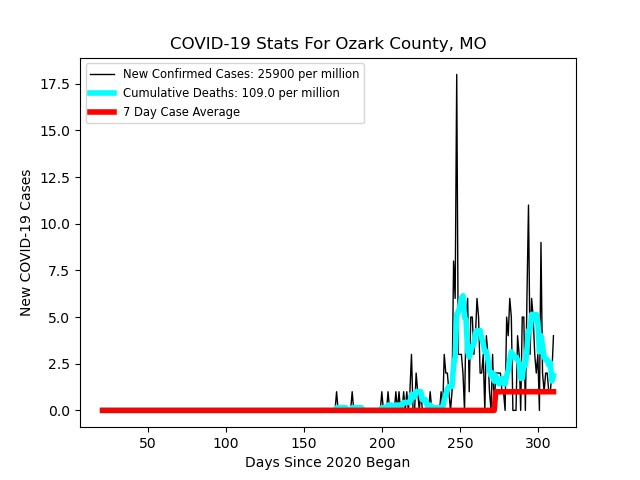 COVID-19 Stats For Ozark County, MO
New Confirmed Cases: 25900 per million
Cumulative Deaths: 109.0 per million
7 Day Case Average
New COVID-19 Cases
17.5
15.0
12.5
10.0
7.5
5.0
2.5
0.0
50 100 150 200 250 300
Days Since 2020 Began